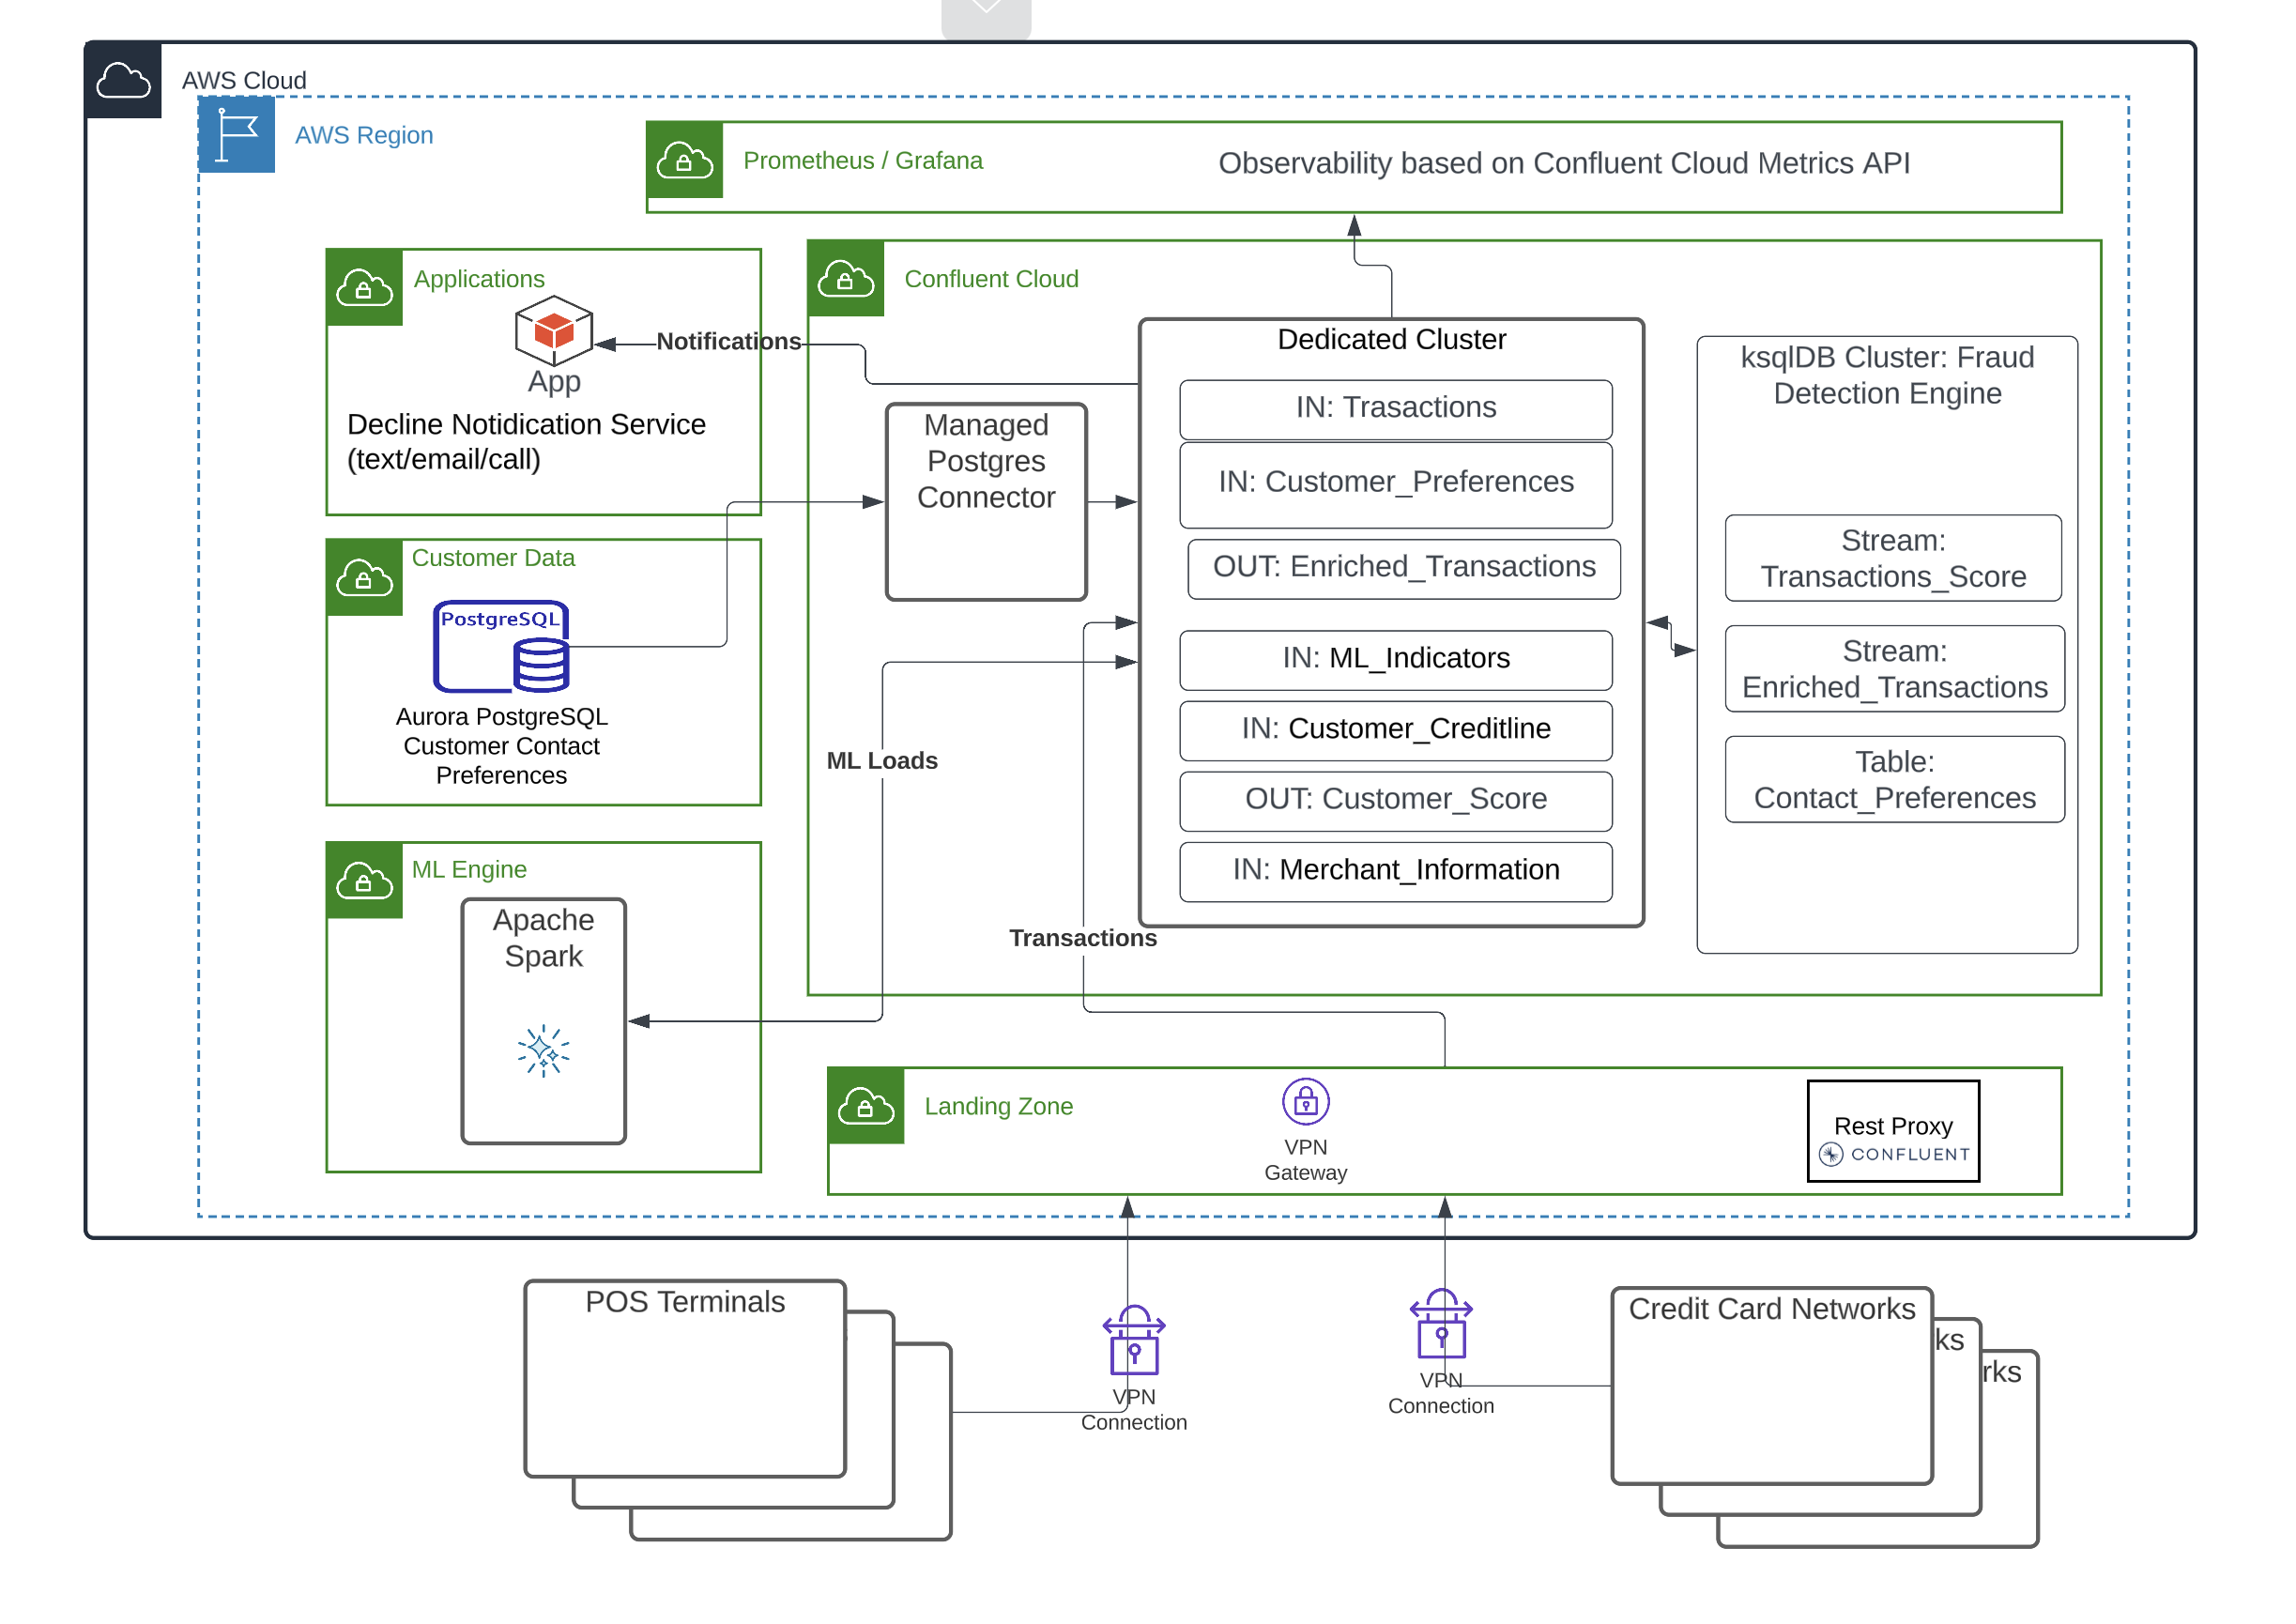 AWS Cloud
AWS Region
Prometheus / Grafana
Observability based on Confluent Cloud Metrics API
Applications
App
Decline Notidication Service
(text/email/call)
Notifications
Confluent Cloud
Managed
Postgres
Connector
Dedicated Cluster
IN: Trasactions
IN: Customer_Preferences
OUT: Enriched_Transactions
IN: ML_Indicators
IN: Customer_Creditline
OUT: Customer_Score
IN: Merchant_Information
ksqlDB Cluster: Fraud
Detection Engine
Stream:
Transactions_Score
Stream:
Enriched_Transactions
Table:
Contact_Preferences
Customer Data
PostgreSQL
Aurora PostgreSQL
Customer Contact
Preferences
ML Loads
ML Engine
Apache
Spark
Transactions
Landing Zone
VPN
Gateway
Rest Proxy
CONFLUENT
POS Terminals
VPN
Connection
VPN
Connection
Credit Card Networks
ks
rks